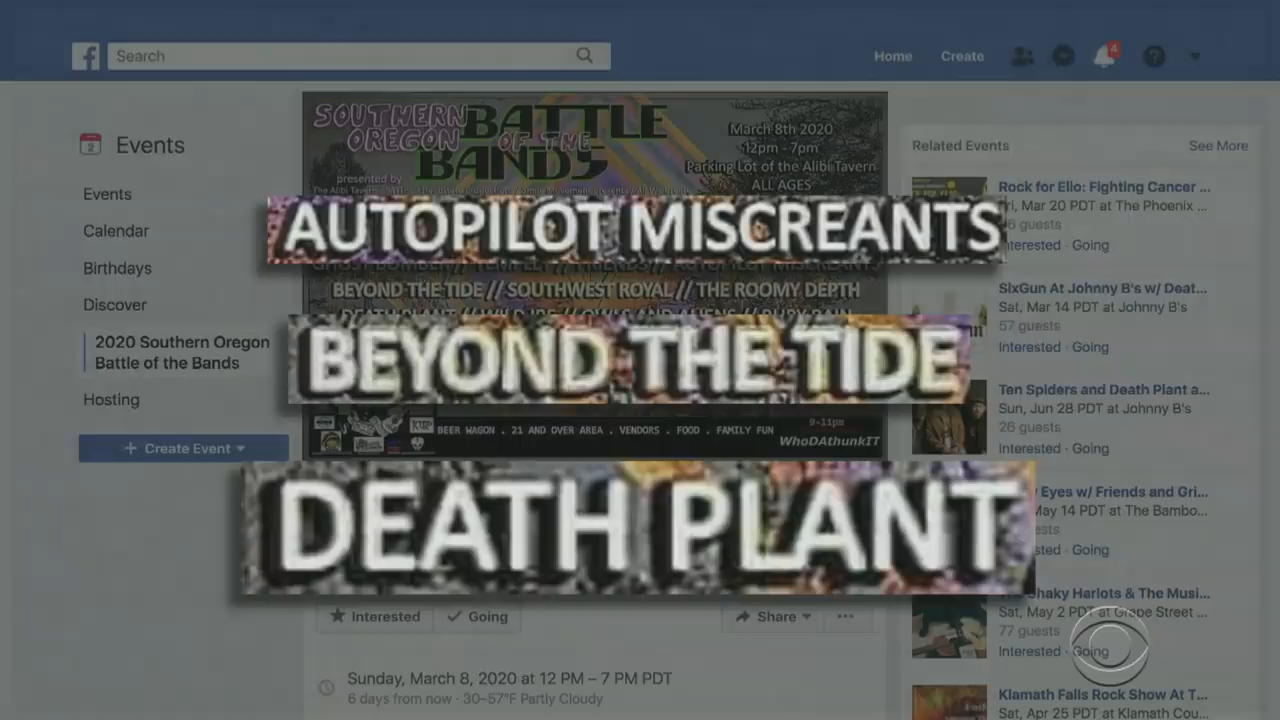 Search
Home
Create
4
?
2
Events
Events
Calendar
Birthdays
Discover
2020 Southern Oregon
Battle of the Bands
Hosting
+ Create Event
SOUTHERN
OREGON
BATTLE
OF THE
BANDS
presented by
March 8th 2020
12pm - 7pm
Parking Lot of the Alibi Tavern
ALL AGES
AUTOPILOT MISCREANTS
BEYOND THE TIDE // SOUTHWEST ROYAL // THE ROOMY DEPTH
BEYOND THE TIDE
BEER WAGON . 21 AND OVER AREA . VENDORS . FOOD . FAMILY FUN
9-11pm
WhoDAthunkIT
DEATH PLANT
Interested
Going
Share
Sunday, March 8, 2020 at 12 PM – 7 PM PDT
6 days from now · 30–57°F Partly Cloudy
Related Events
See More
Rock for Ello: Fighting Cancer ...
Fri, Mar 20 PDT at The Phoenix ...
guests
Interested · Going
SixGun At Johnny B's w/ Deat...
Sat, Mar 14 PDT at Johnny B's
57 guests
Interested · Going
Ten Spiders and Death Plant a...
Sun, Jun 28 PDT at Johnny B's
26 guests
Interested · Going
Eyes w/ Friends and Gri...
May 14 PDT at The Bambo...
Going
Shaky Harlots & The Musi...
Sat, May 2 PDT at Grape Street ...
77 guests
Interested · Going
Klamath Falls Rock Show At T...
Sat, Apr 25 PDT at Klamath Cou...